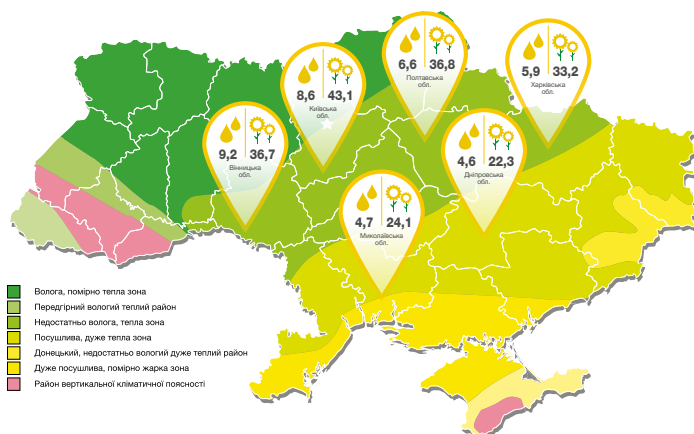 6,6 36,8
Полтавська
обл.
5,9 33,2
Харківська
обл.
8,6 43,1
Київська
обл.
9,2 36,7
Вінницька
обл.
4,6 22,3
Дніпровська
обл.
4,7 24,1
Миколаївська
обл.
Волога, помірно тепла зона
Передгірний вологий теплий район
Недостатньо волога, тепла зона
Посушлива, дуже тепла зона
Донецький, недостатньо вологий дуже теплий район
Дуже посушлива, помірно жарка зона
Район вертикальної кліматичної поясності